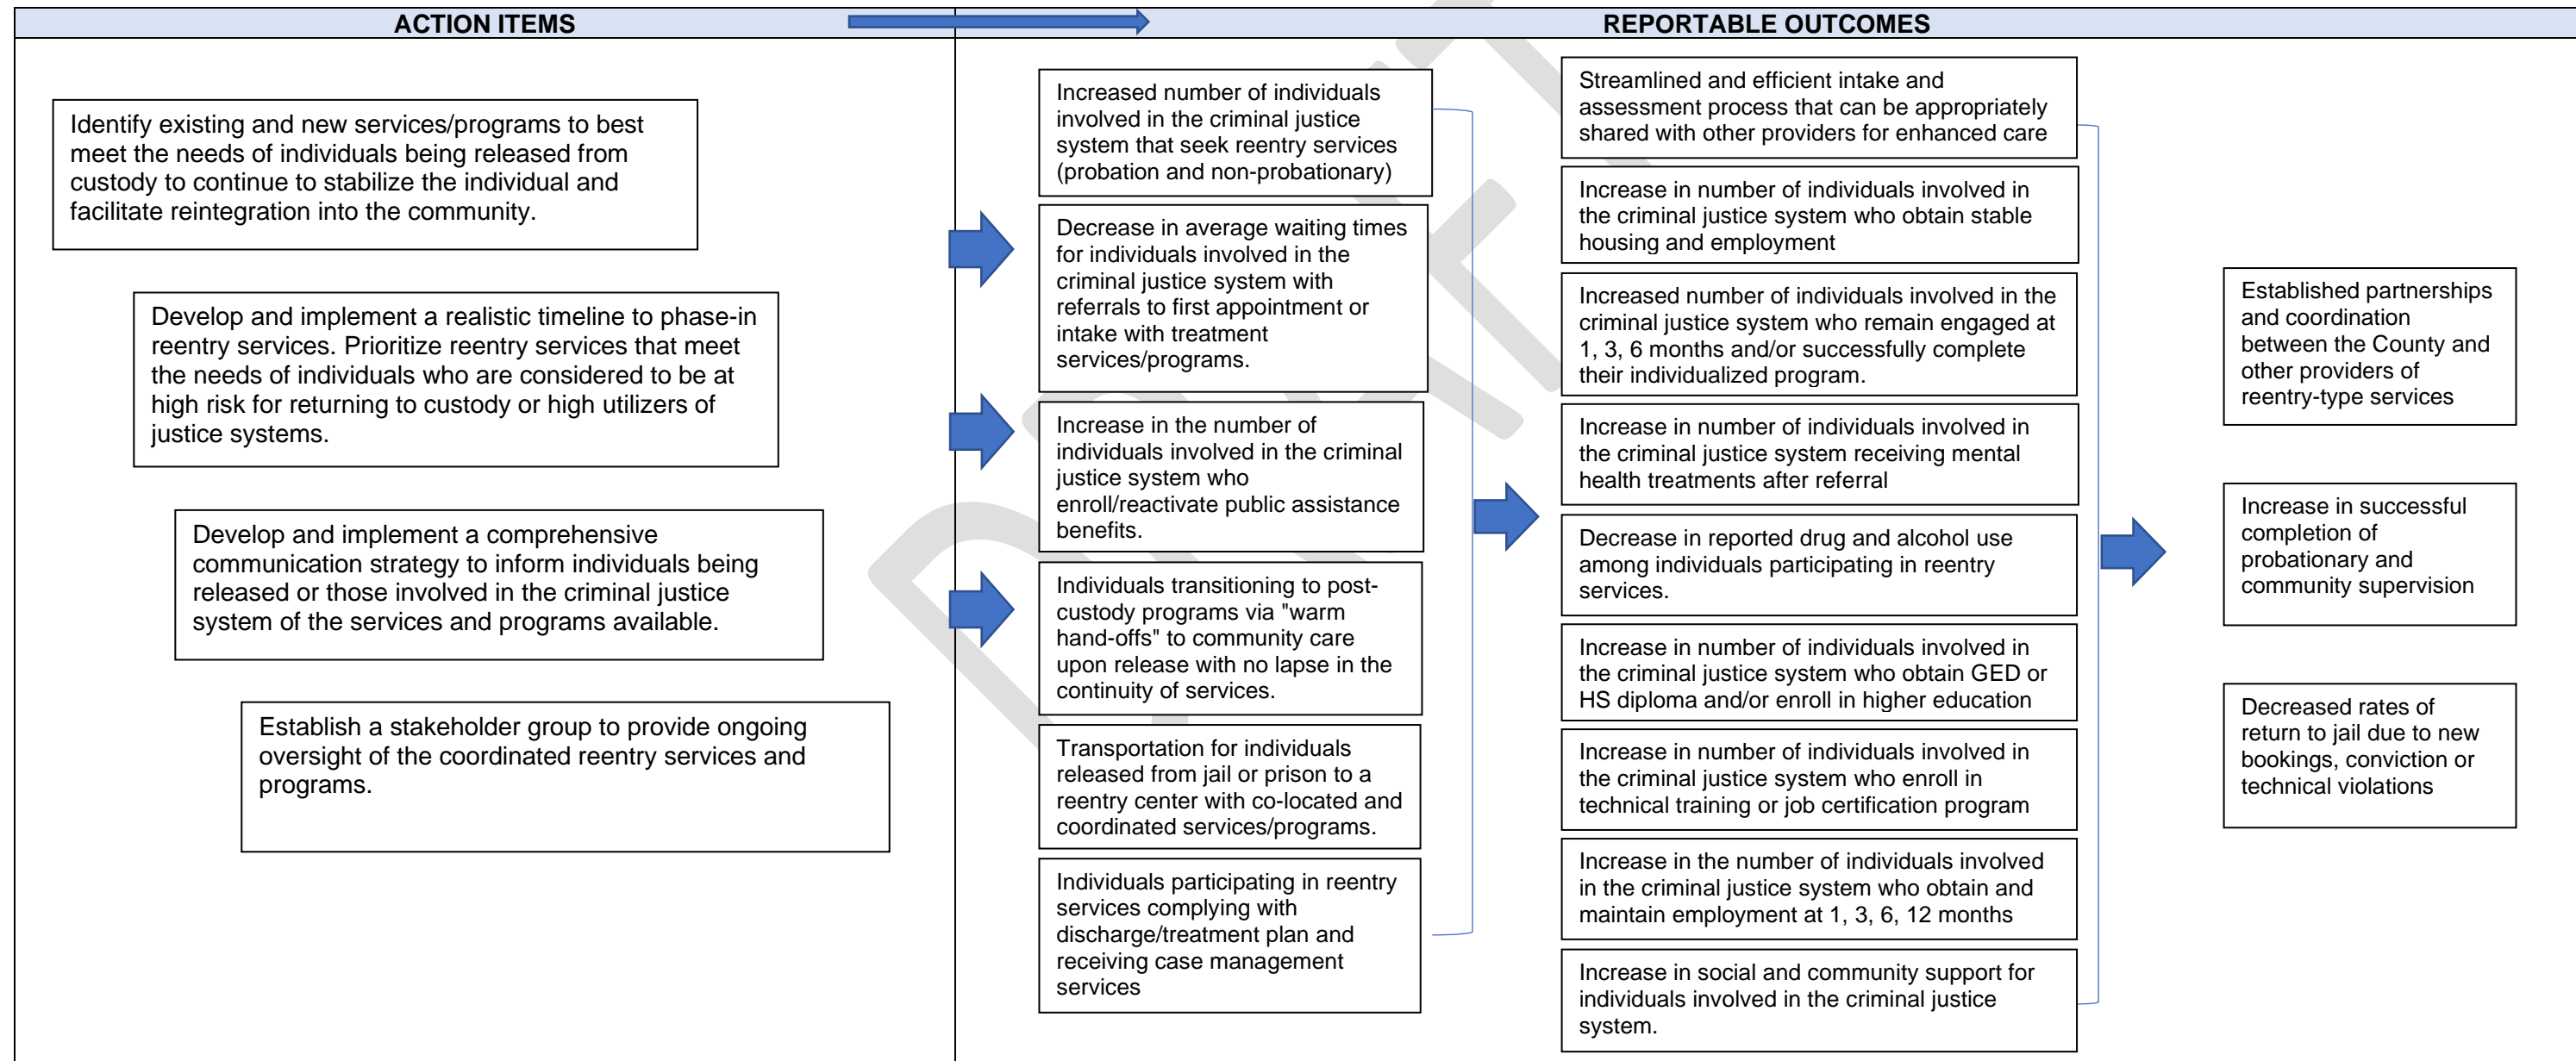 ACTION ITEMS
REPORTABLE OUTCOMES
Identify existing and new services/programs to best
meet the needs of individuals being released from
custody to continue to stabilize the individual and
facilitate reintegration into the community.
Develop and implement a realistic timeline to phase-in
reentry services. Prioritize reentry services that meet
the needs of individuals who are considered to be at
high risk for returning to custody or high utilizers of
justice systems.
Develop and implement a comprehensive
communication strategy to inform individuals being
released or those involved in the criminal justice
system of the services and programs available.
Establish a stakeholder group to provide ongoing
oversight of the coordinated reentry services and
programs.
Increased number of individuals
involved in the criminal justice
system that seek reentry services
(probation and non-probationary)
Decrease in average waiting times
for individuals involved in the
criminal justice system with
referrals to first appointment or
intake with treatment
services/programs.
Increase in the number of
individuals involved in the criminal
justice system who
enroll/reactivate public assistance
benefits.
Individuals transitioning to post-
custody programs via "warm
hand-offs" to community care
upon release with no lapse in the
continuity of services.
Transportation for individuals
released from jail or prison to a
reentry center with co-located and
coordinated services/programs.
Individuals participating in reentry
services complying with
discharge/treatment plan and
receiving case management
services
Streamlined and efficient intake and
assessment process that can be appropriately
shared with other providers for enhanced care
Increase in number of individuals involved in
the criminal justice system who obtain stable
housing and employment
Increased number of individuals involved in the
criminal justice system who remain engaged at
1, 3, 6 months and/or successfully complete
their individualized program.
Increase in number of individuals involved in
the criminal justice system receiving mental
health treatments after referral
Decrease in reported drug and alcohol use
among individuals participating in reentry
services.
Increase in number of individuals involved in
the criminal justice system who obtain GED or
HS diploma and/or enroll in higher education
Increase in number of individuals involved in
the criminal justice system who enroll in
technical training or job certification program
Increase in the number of individuals involved
in the criminal justice system who obtain and
maintain employment at 1, 3, 6, 12 months
Increase in social and community support for
individuals involved in the criminal justice
system.
Established partnerships
and coordination
between the County and
other providers of
reentry-type services
Increase in successful
completion of
probationary and
community supervision
Decreased rates of
return to jail due to new
bookings, conviction or
technical violations
DRAFT